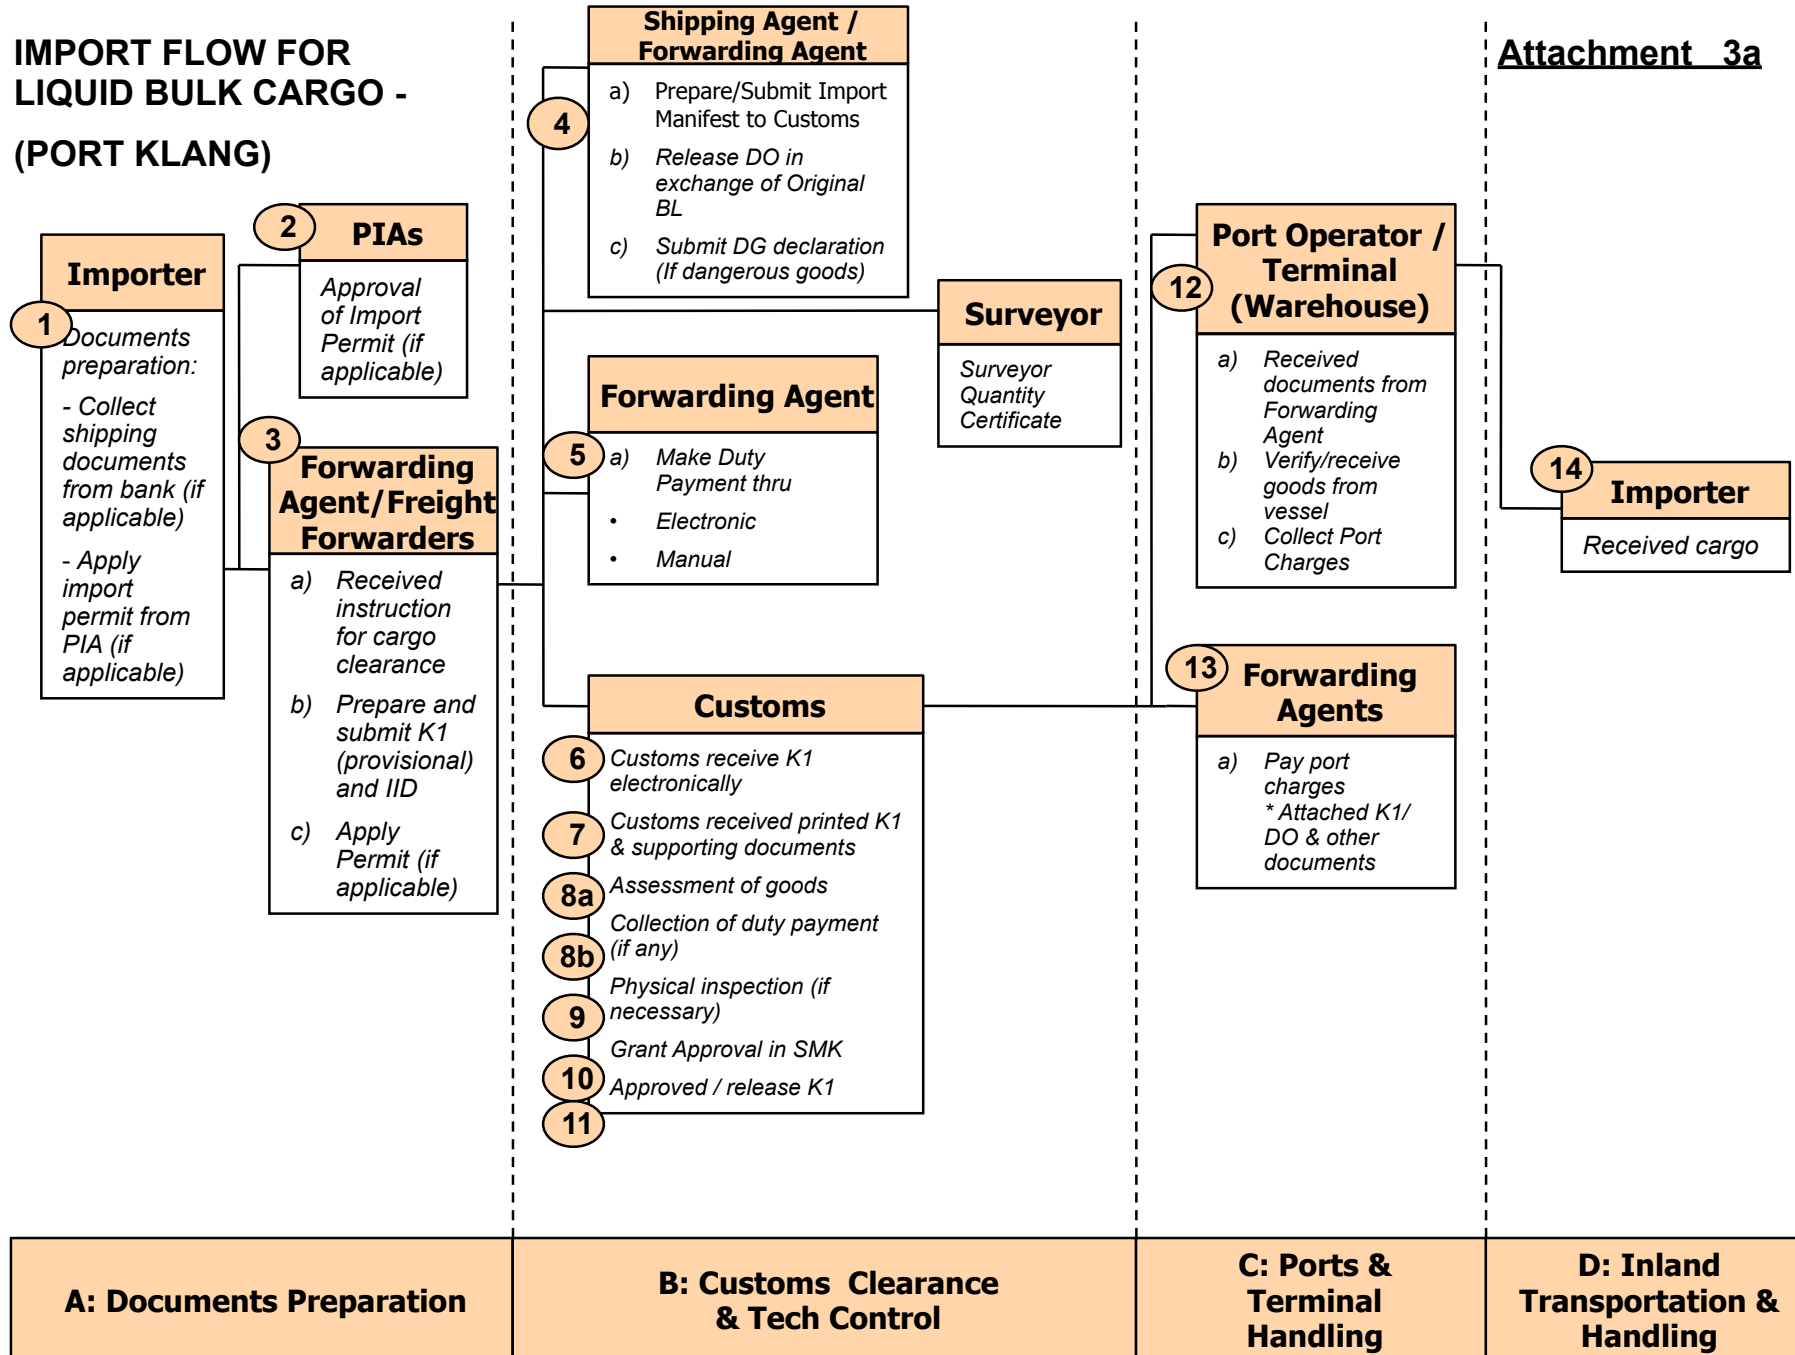 IMPORT FLOW FOR
LIQUID BULK CARGO -
(PORT KLANG)
Attachment 3a
1
Importer
Documents
preparation:
- Collect
shipping
documents
from bank (if
applicable)
- Apply
import
permit from
PIA (if
applicable)
2
PIAs
Approval
of Import
Permit (if
applicable)
3
Forwarding
Agent/Freight
Forwarders
a) Received
instruction
for cargo
clearance
b) Prepare and
submit K1
(provisional)
and IID
c) Apply
Permit (if
applicable)
4
Shipping Agent /
Forwarding Agent
a) Prepare/Submit Import
Manifest to Customs
b) Release DO in
exchange of Original
BL
c) Submit DG declaration
(If dangerous goods)
Surveyor
Surveyor
Quantity
Certificate
5
Forwarding Agent
a) Make Duty
Payment thru
• Electronic
• Manual
Customs
6
Customs receive K1
electronically
7
Customs received printed K1
& supporting documents
8a
Assessment of goods
8b
Collection of duty payment
(if any)
9
Physical inspection (if
necessary)
10
Grant Approval in SMK
11
Approved / release K1
12
Port Operator /
Terminal
(Warehouse)
a) Received
documents from
Forwarding
Agent
b) Verify/receive
goods from
vessel
c) Collect Port
Charges
13
Forwarding
Agents
a) Pay port
charges
* Attached K1/
DO & other
documents
14
Importer
Received cargo
A: Documents Preparation
B: Customs Clearance
& Tech Control
C: Ports &
Terminal
Handling
D: Inland
Transportation &
Handling